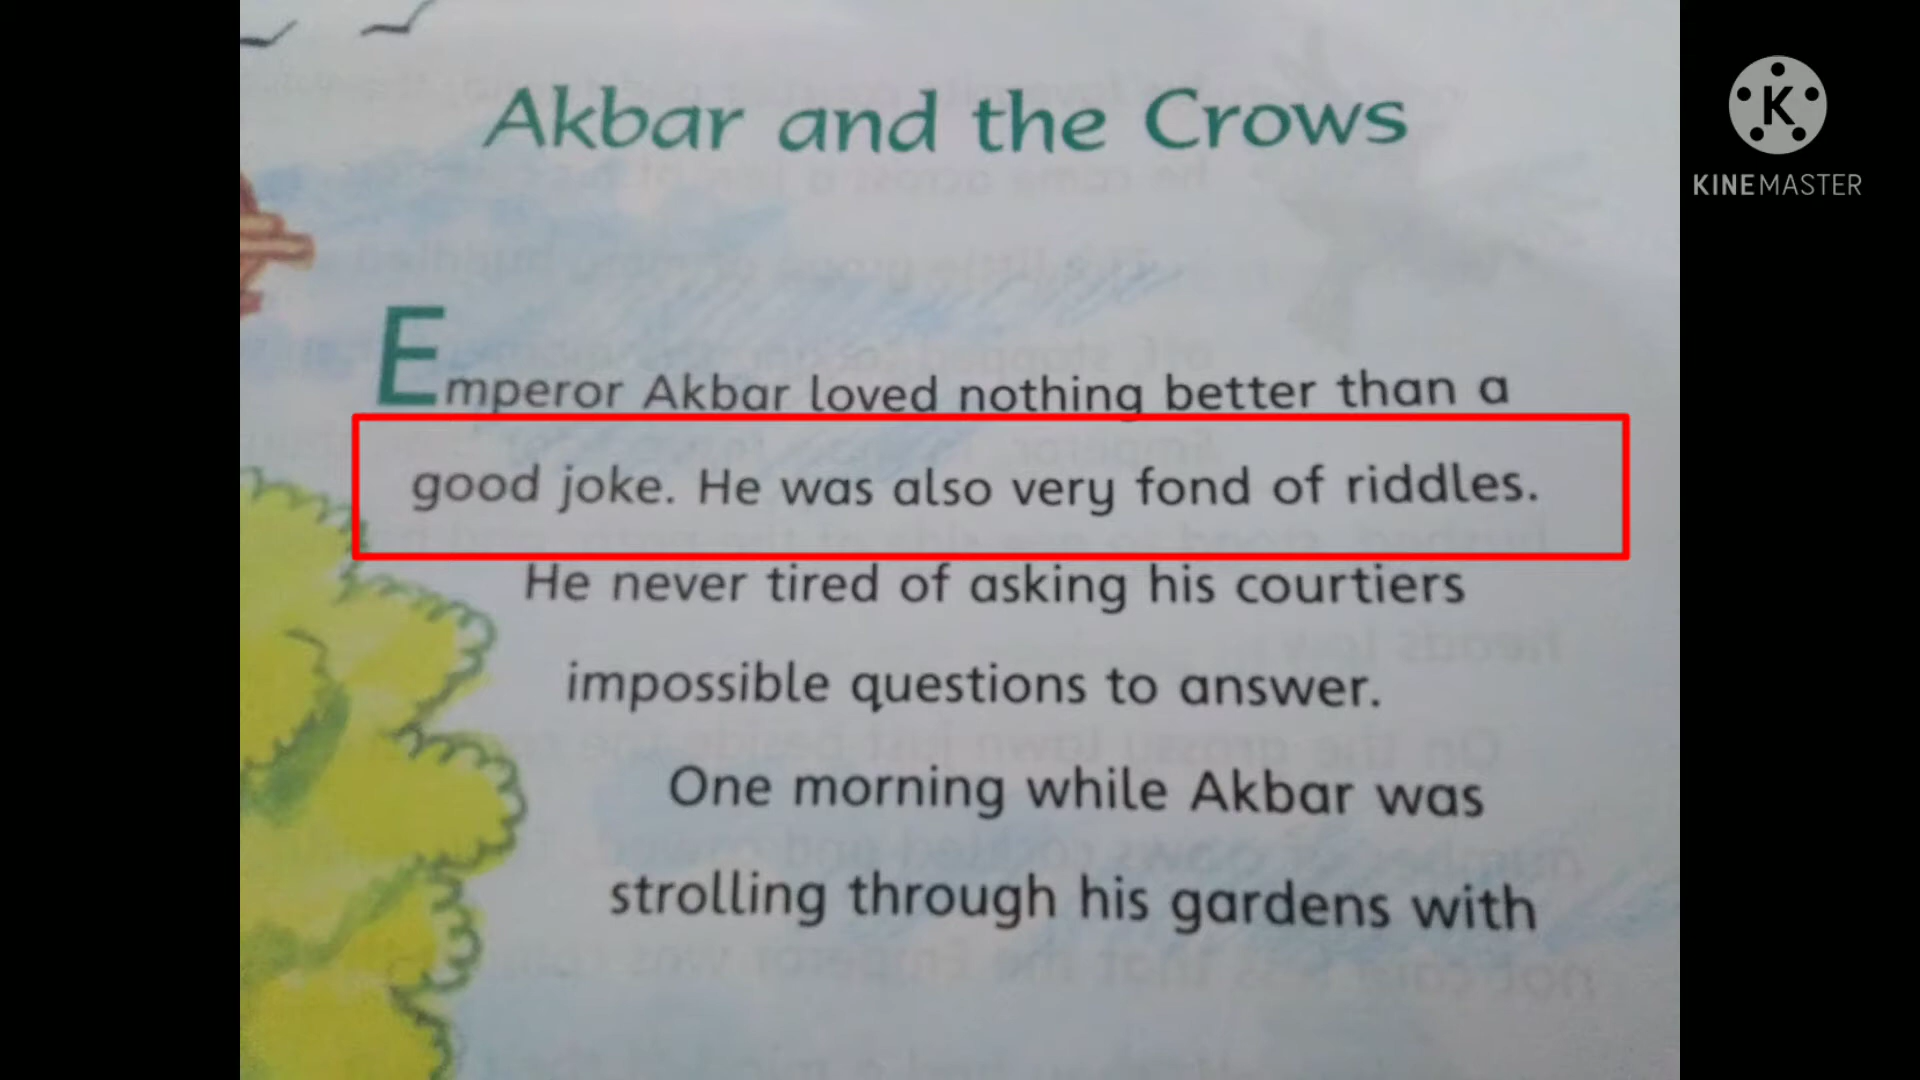 Akbar and the Crows
Emperor Akbar loved nothing better than a
good joke. He was also very fond of riddles.
He never tired of asking his courtiers
impossible questions to answer.
One morning while Akbar was
strolling through his gardens with
K
KINEMASTER